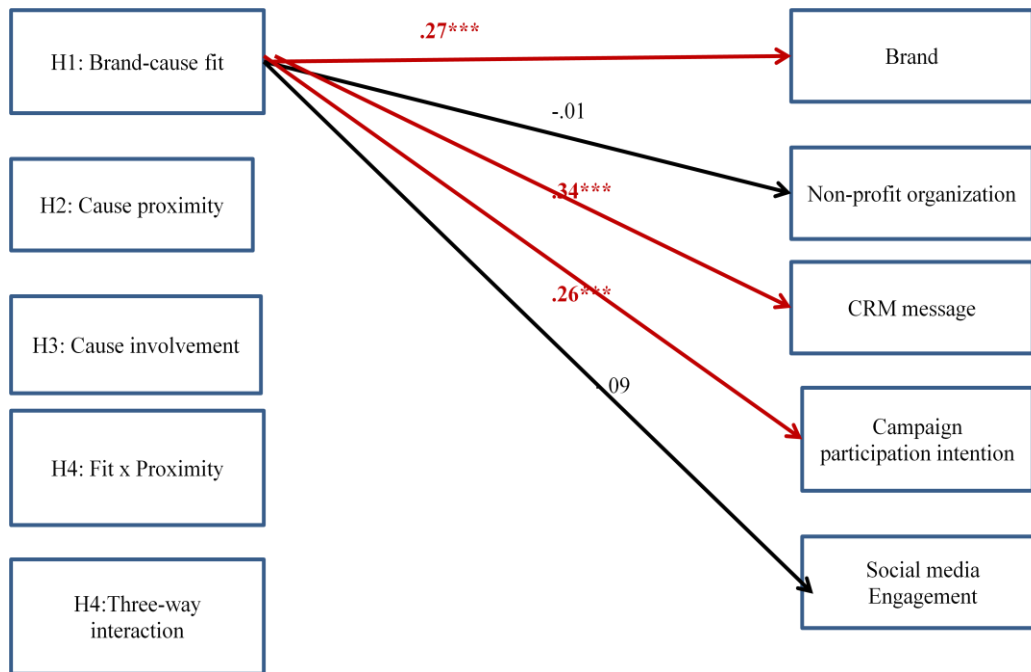 H1: Brand-cause fit
H2: Cause proximity
H3: Cause involvement
H4: Fit x Proximity
H4:Three-way
interaction
.27***
-.01
.34***
.26***
.09
Brand
Non-profit organization
CRM message
Campaign
participation intention
Social media
Engagement